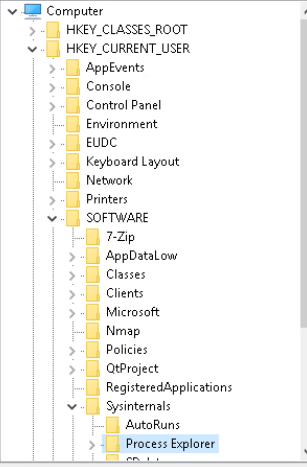 Computer
HKEY_CLASSES_ROOT
HKEY_CURRENT_USER
AppEvents
Console
Control Panel
Environment
EUDC
Keyboard Layout
Network
Printers
SOFTWARE
7-Zip
AppDataLow
Classes
Clients
Microsoft
Nmap
Policies
QtProject
RegisteredApplications
Sysinternals
AutoRuns
Process Explorer